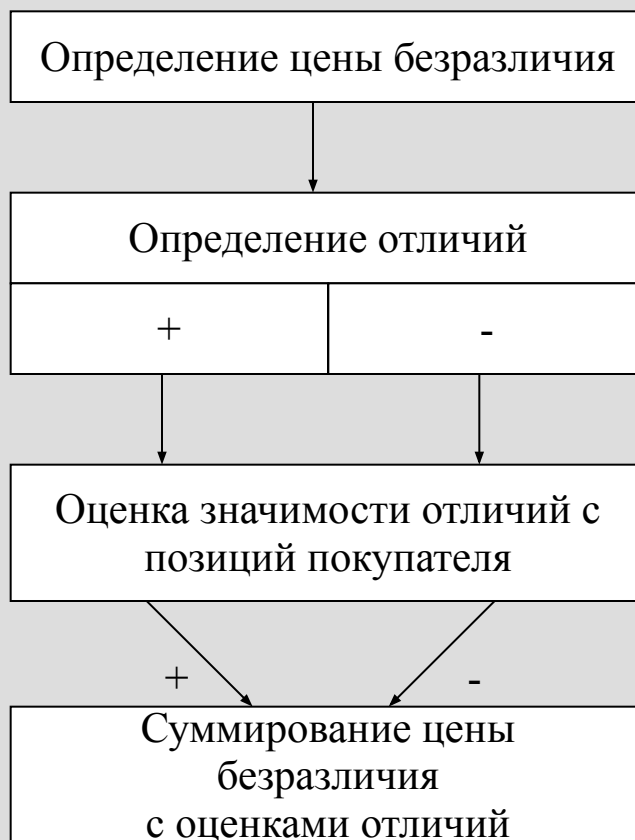 Определение цены безразличия
Определение отличий
+ -
Оценка значимости отличий с
позиций покупателя
+ -
Суммирование цены
безразличия
с оценками отличий